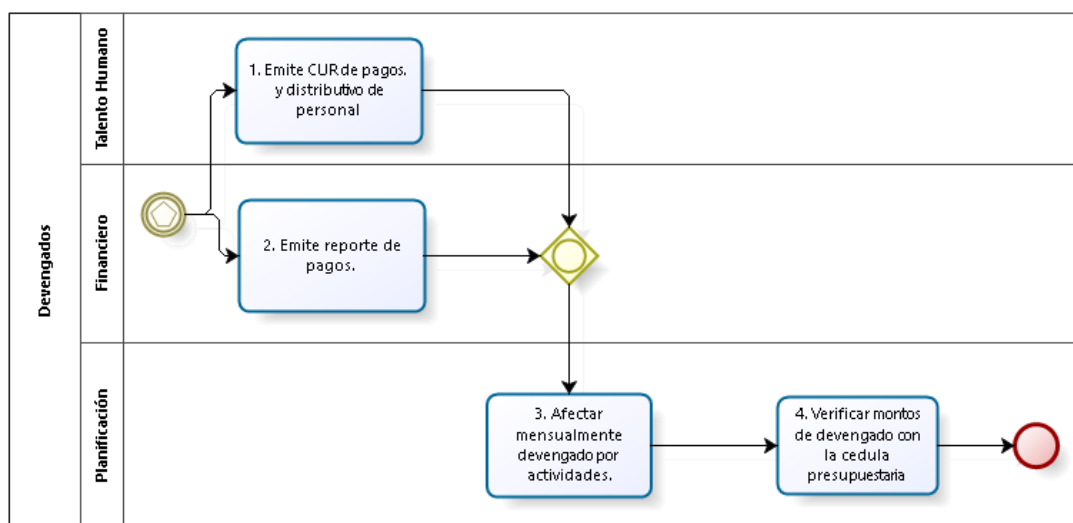 Devengados
Talento Humano
1. Emite CUR de pagos.
y distributivo de
personal
Financiero
2. Emite reporte de
pagos.
Planificación
3. Afectar
mensualmente
devengado por
actividades.
4. Verificar montos
de devengado con
la cedula
presupuestaria